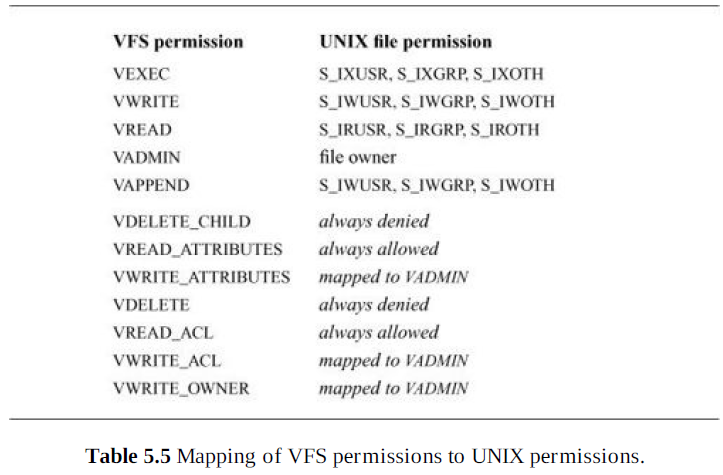 VFS permission UNIX file permission
VEXEC S_IXUSR, S_IXGRP, S_IXOTH
VWRITE S_IWUSR, S_IWGRP, S_IWOTH
VREAD S_IRUSR, S_IRGRP, S_IROTH
VADMIN file owner
VAPPEND S_IWUSR, S_IWGRP, S_IWOTH
VDELETE_CHILD always denied
VREAD_ATTRIBUTES always allowed
VWRITE_ATTRIBUTES mapped to VADMIN
VDELETE always denied
VREAD_ACL always allowed
VWRITE_ACL mapped to VADMIN
VWRITE_OWNER mapped to VADMIN
Table 5.5 Mapping of VFS permissions to UNIX permissions.